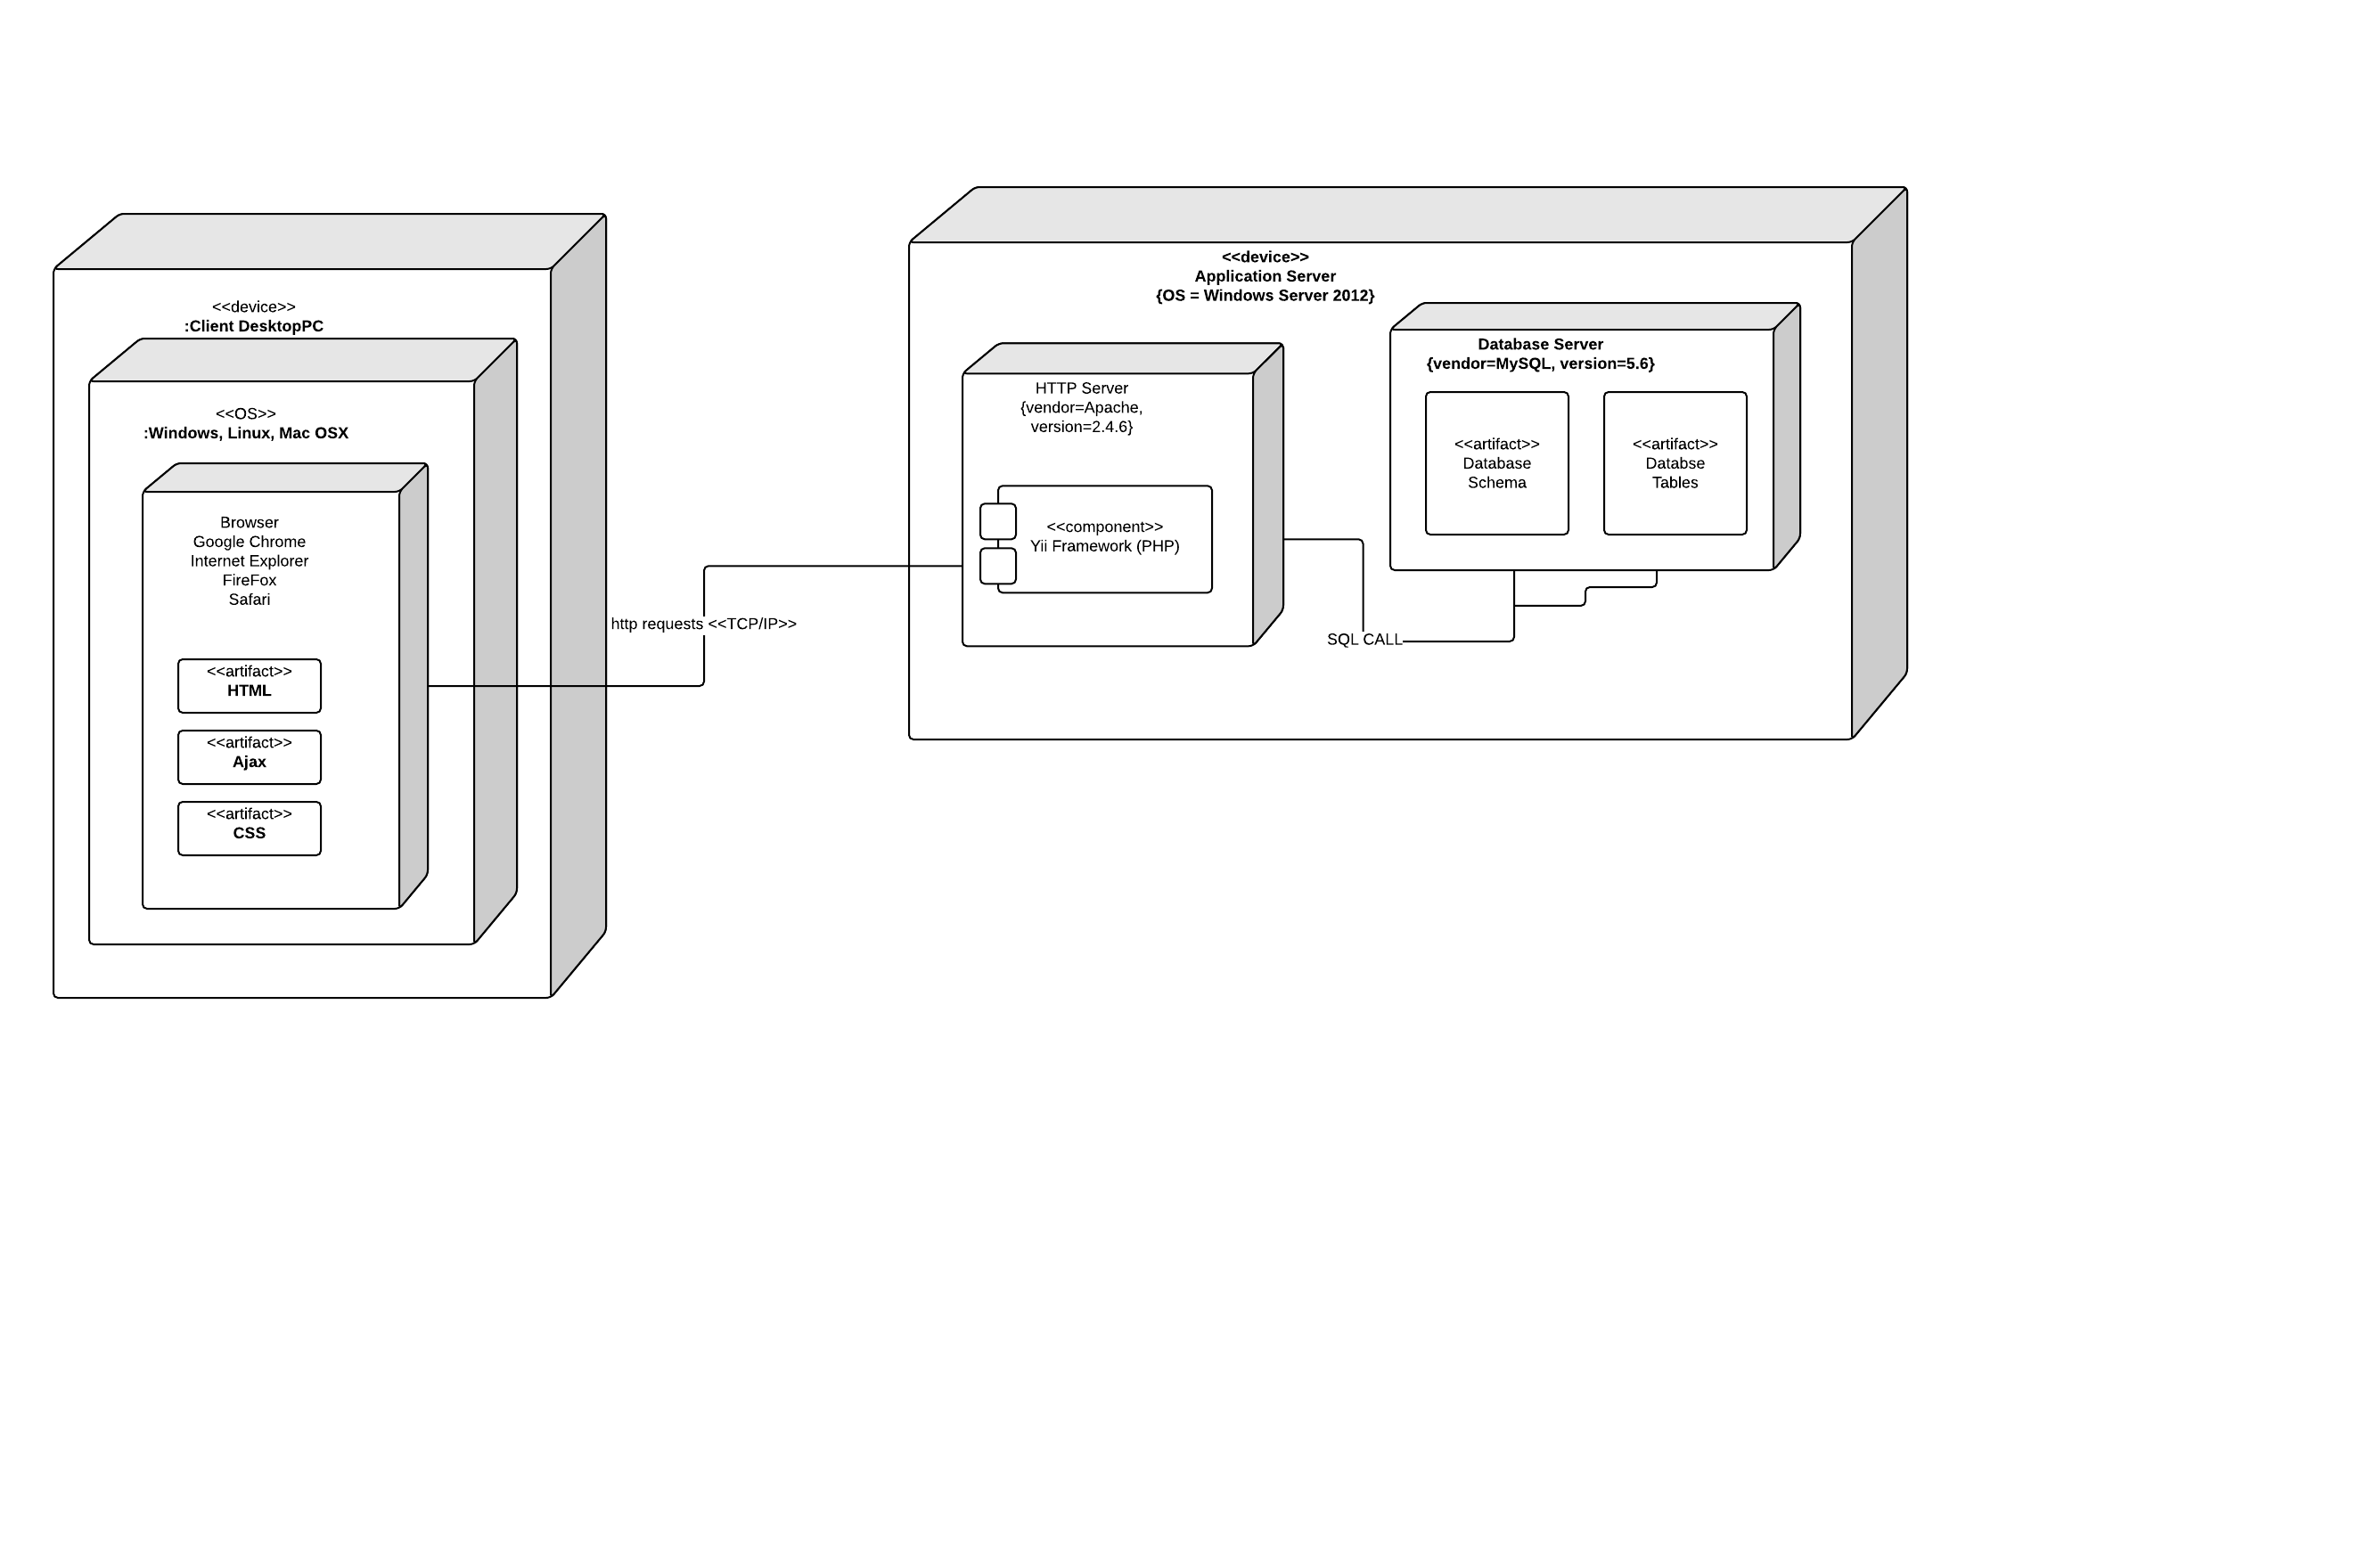 <<device>>
:Client DesktopPC
<<OS>>
:Windows, Linux, Mac OSX
Browser
Google Chrome
Internet Explorer
FireFox
Safari
<<artifact>>
HTML
<<artifact>>
Ajax
<<artifact>>
CSS
http requests <<TCP/IP>>
<<device>>
Application Server
{OS = Windows Server 2012}
HTTP Server
{vendor=Apache,
version=2.4.6}
<<component>>
Yii Framework (PHP)
SQL CALL
Database Server
{vendor=MySQL, version=5.6}
<<artifact>>
Database
Schema
<<artifact>>
Databse
Tables